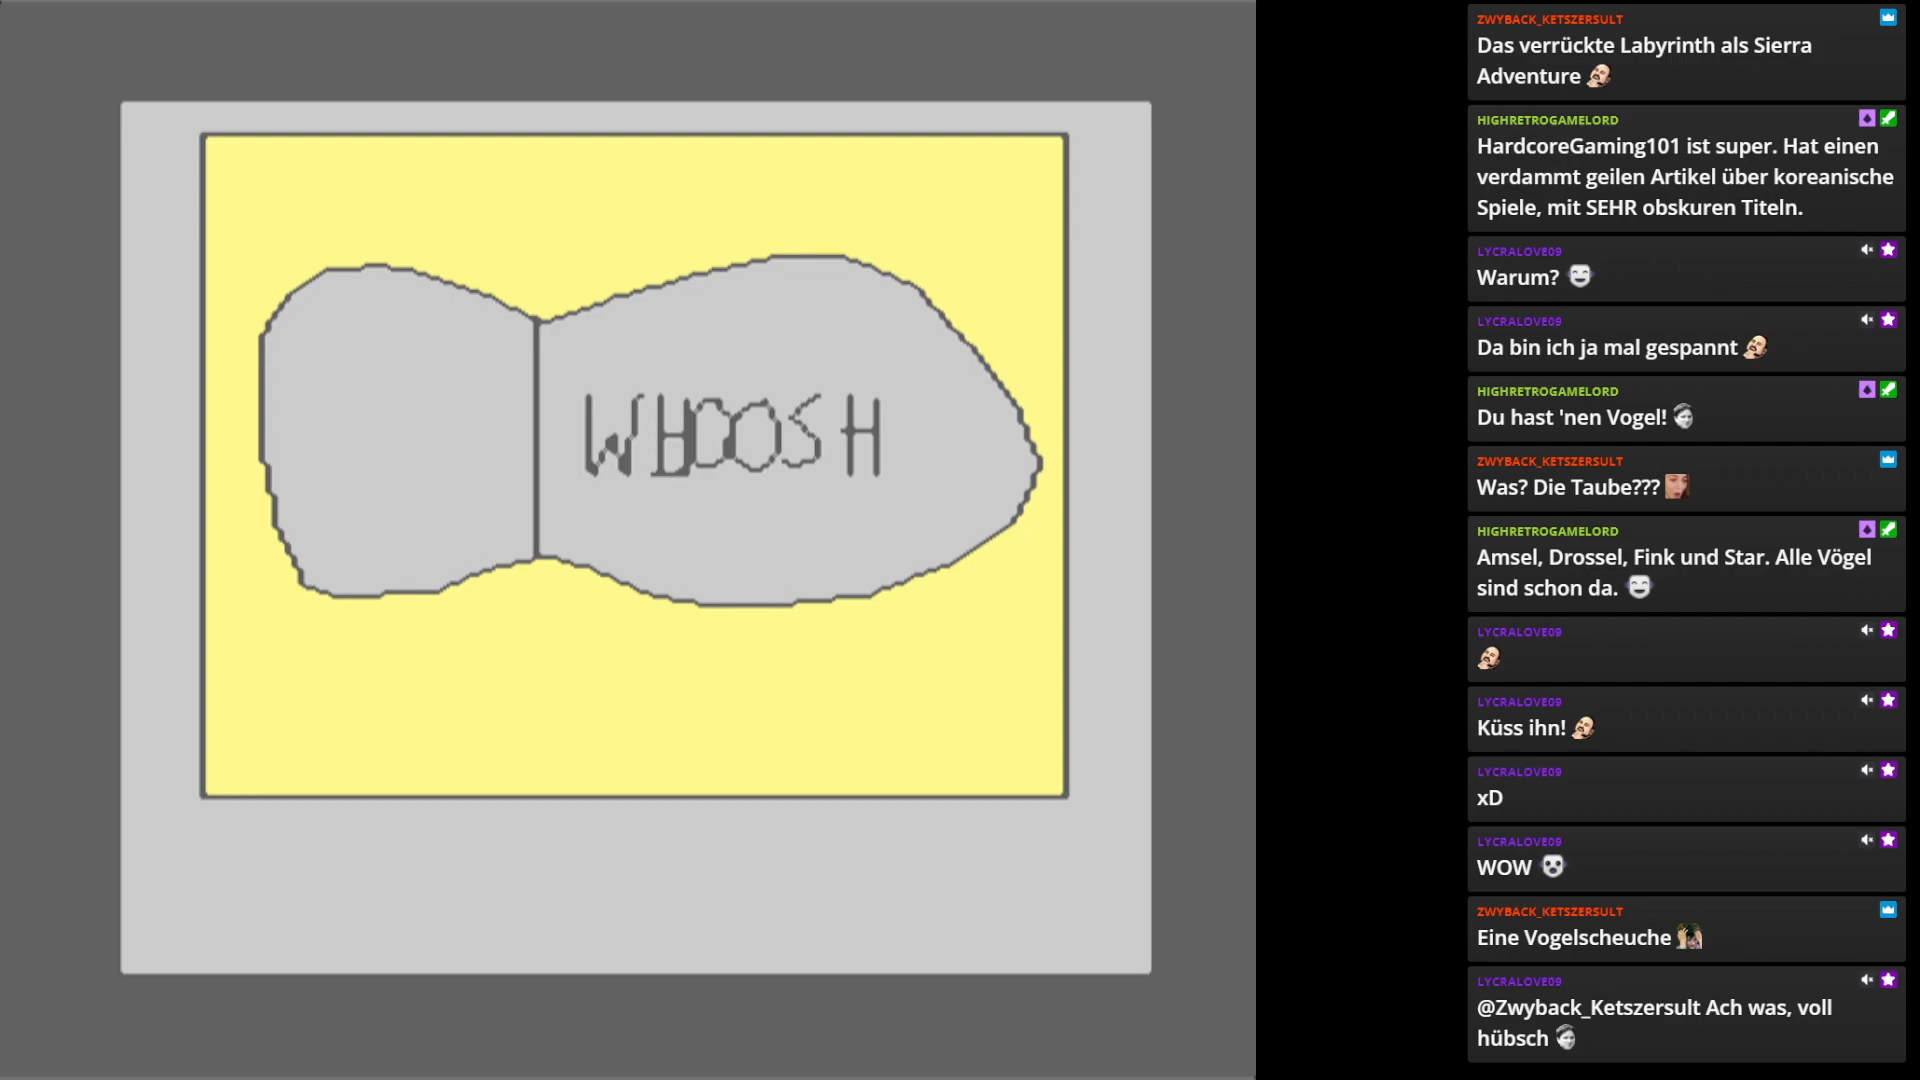 WHOOSH
ZWYBACK_KETSZERSULT
Das verrückte Labyrinth als Sierra
Adventure
HIGHRETROGAMELORD
HardcoreGaming101 ist super. Hat einen
verdammt geilen Artikel über koreanische
Spiele, mit SEHR obskuren Titeln.
LYCRALOVE09
Warum?
LYCRALOVE09
Da bin ich ja mal gespannt
HIGHRETROGAMELORD
Du hast 'nen Vogel!
ZWYBACK_KETSZERSULT
Was? Die Taube???
HIGHRETROGAMELORD
Amsel, Drossel, Fink und Star. Alle Vögel
sind schon da.
LYCRALOVE09
LYCRALOVE09
Küss ihn!
LYCRALOVE09
xD
LYCRALOVE09
WOW
ZWYBACK_KETSZERSULT
Eine Vogelscheuche
LYCRALOVE09
@Zwyback_Ketszersult Ach was, voll
hübsch